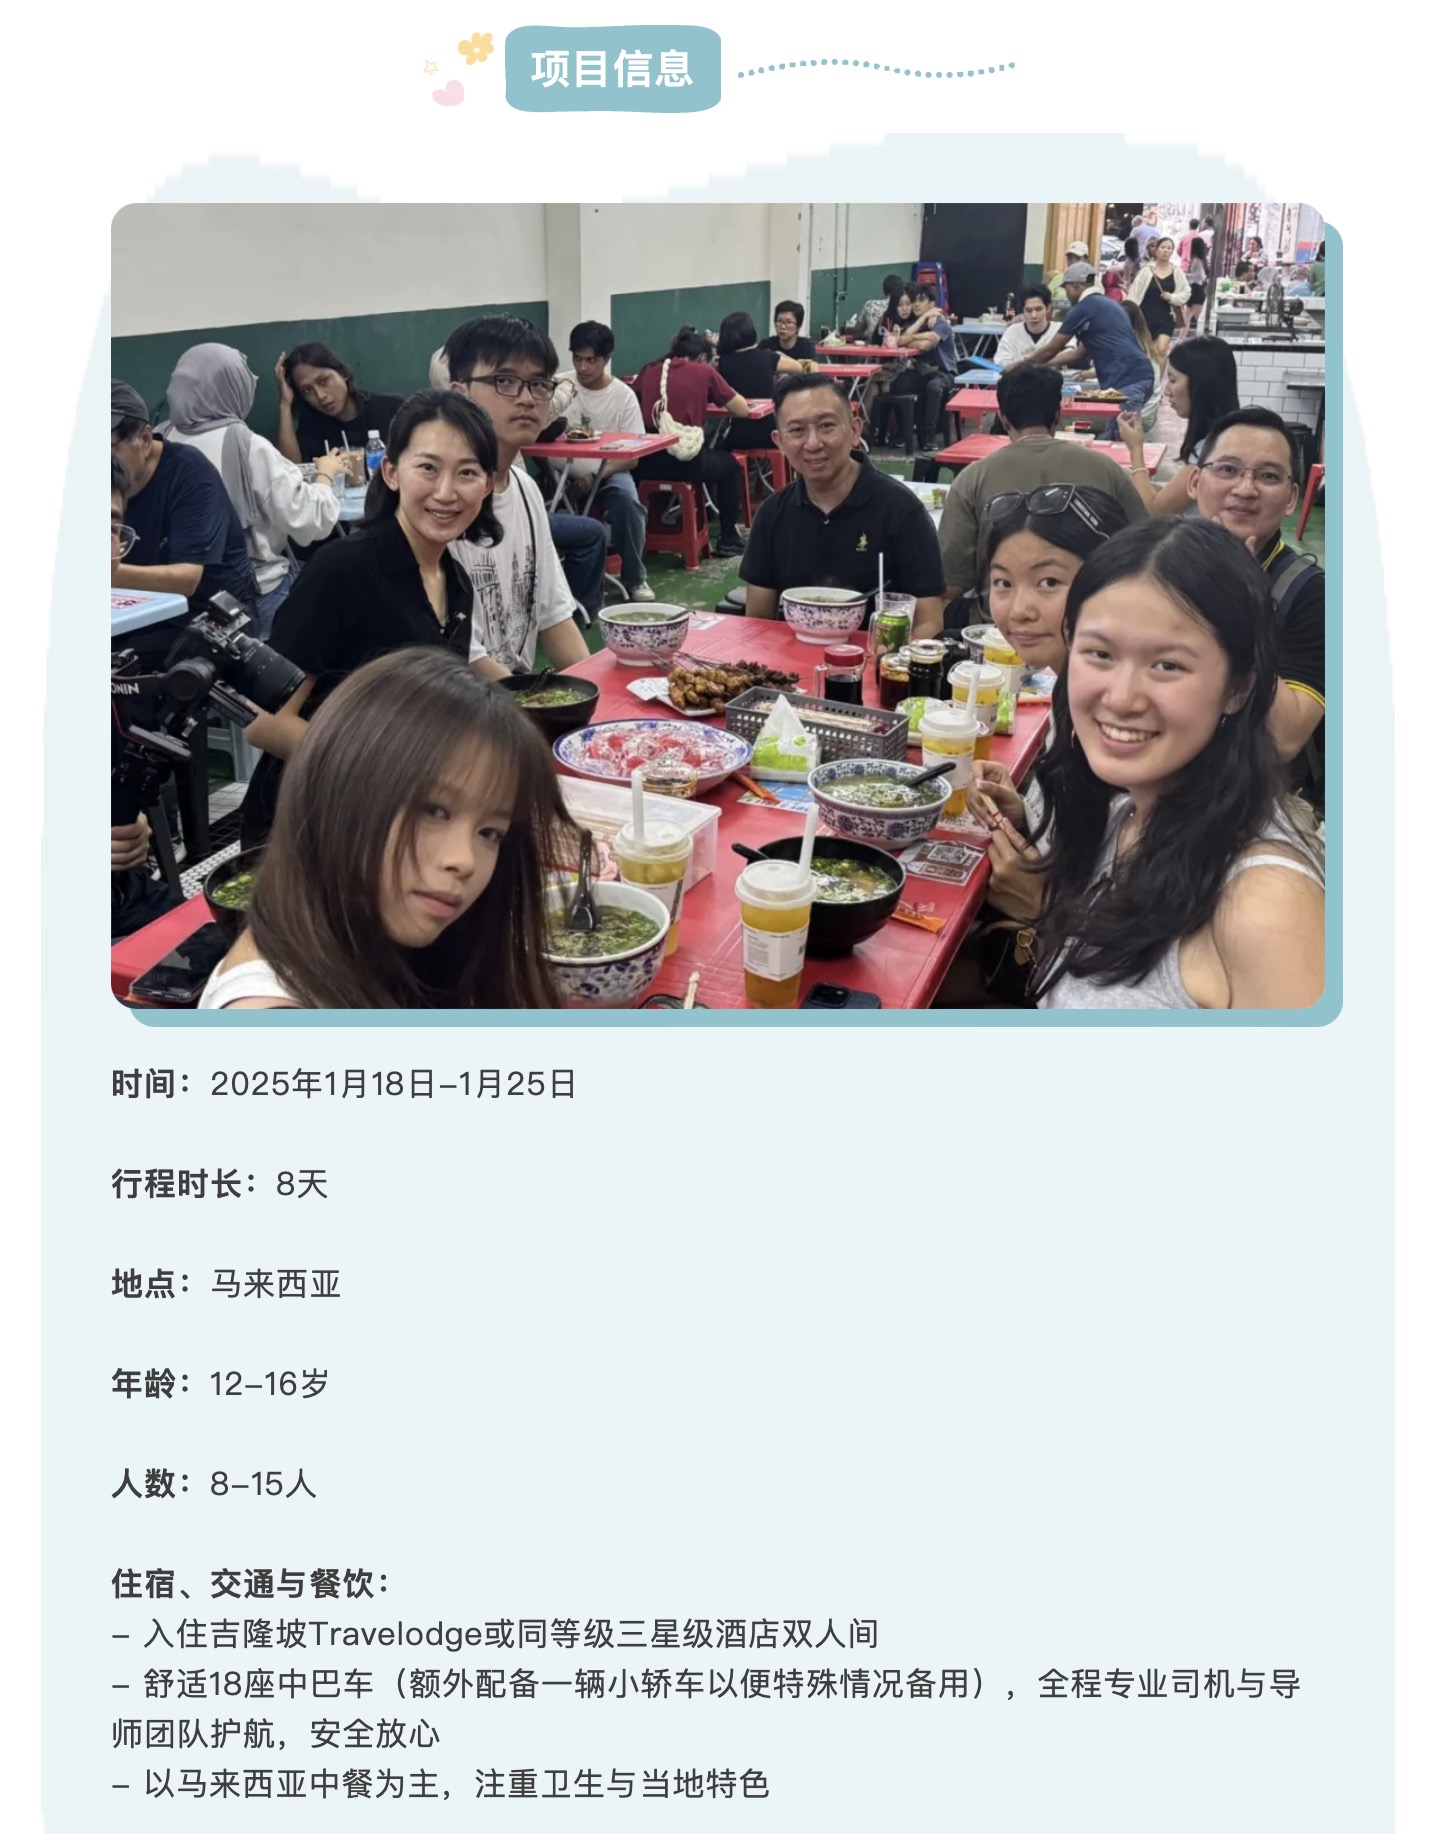 项目信息
ONIN
时间：2025年1月18日-1月25日
行程时长：8天
地点：马来西亚
年龄：12-16岁
人数：8-15人
住宿、交通与餐饮：
- 入住吉隆坡Travelodge或同等级三星级酒店双人间
- 舒适18座中巴车（额外配备一辆小轿车以便特殊情况备用），全程专业司机与导
师团队护航，安全放心
- 以马来西亚中餐为主，注重卫生与当地特色